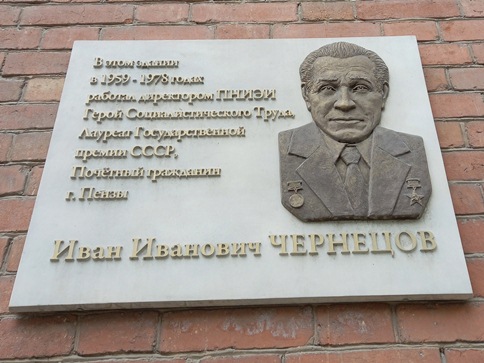 В этом здании
в 1959 - 1978 годах
работал директором ПНИЭИ
Герой Социалистического Труда,
Лауреат Государственной
премии СССР,
Почётный гражданин
г. Пензы
Иван Иванович ЧЕРНЕЦОВ